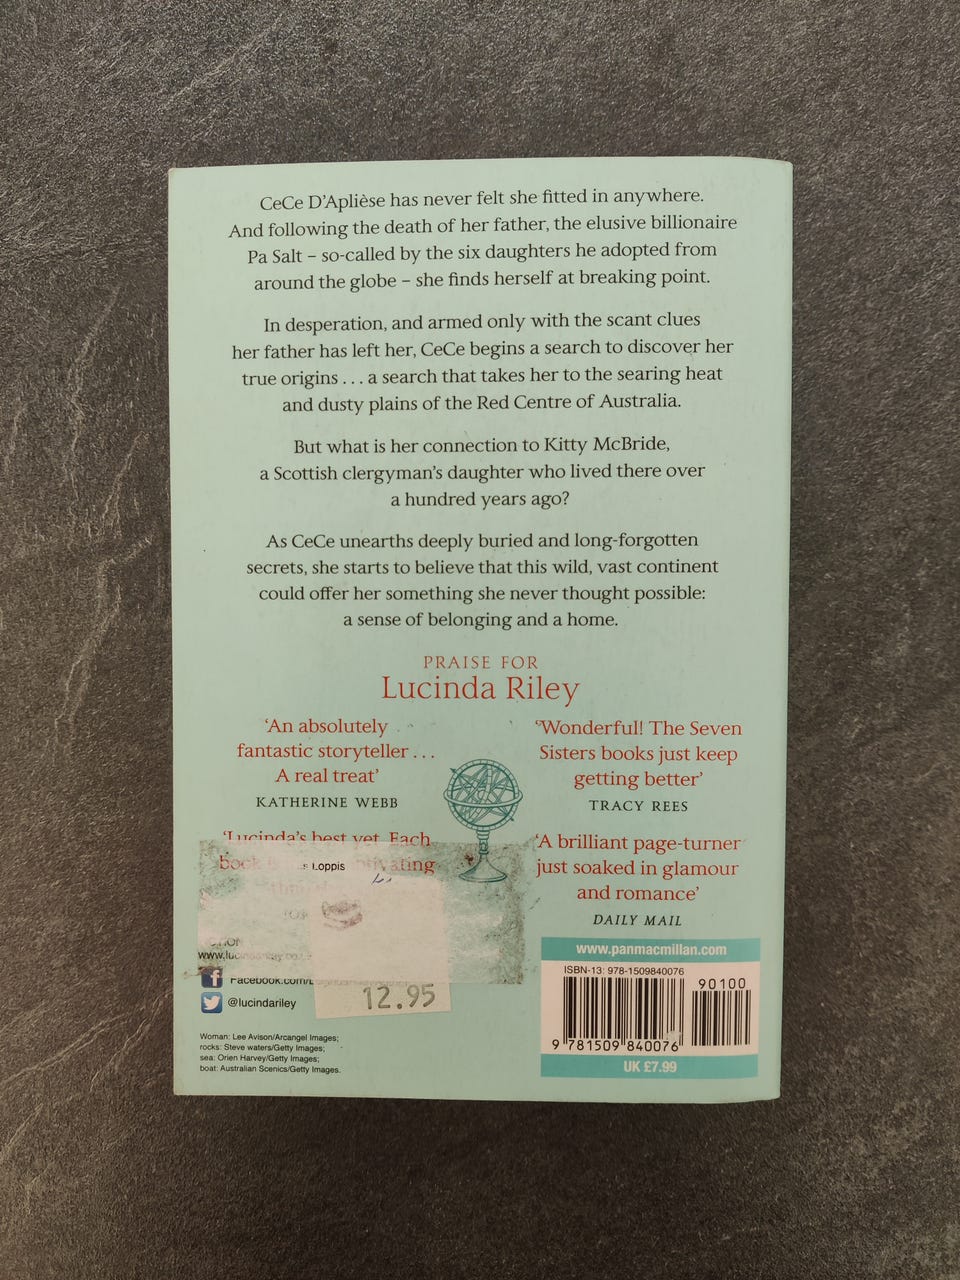 CeCe D'Aplièse has never felt she fitted in anywhere.
And following the death of her father, the elusive billionaire
Pa Salt – so-called by the six daughters he adopted from
around the globe – she finds herself at breaking point.
In desperation, and armed only with the scant clues
her father has left her, CeCe begins a search to discover her
true origins . . . a search that takes her to the searing heat
and dusty plains of the Red Centre of Australia.
But what is her connection to Kitty McBride,
a Scottish clergyman's daughter who lived there over
a hundred years ago?
As CeCe unearths deeply buried and long-forgotten
secrets, she starts to believe that this wild, vast continent
could offer her something she never thought possible:
a sense of belonging and a home.
PRAISE FOR
Lucinda Riley
'An absolutely
fantastic storyteller . . .
A real treat'
KATHERINE WEBB
'Wonderful! The Seven
Sisters books just keep
getting better'
TRACY REES
'Lucinda's best yet. Each
book
Loppis
'A brilliant page-turner
just soaked in glamour
and romance'
DAILY MAIL
Facebook.com/
12.95
@lucindariley
Woman: Lee Avison/Arcangel Images;
rocks: Steve waters/Getty Images;
sea: Orien Harvey/Getty Images;
boat: Australian Scenics/Getty Images.
www.panmacmillan.com
ISBN-13: 978-1509840076
90100
9 781509 840076
UK £7.99